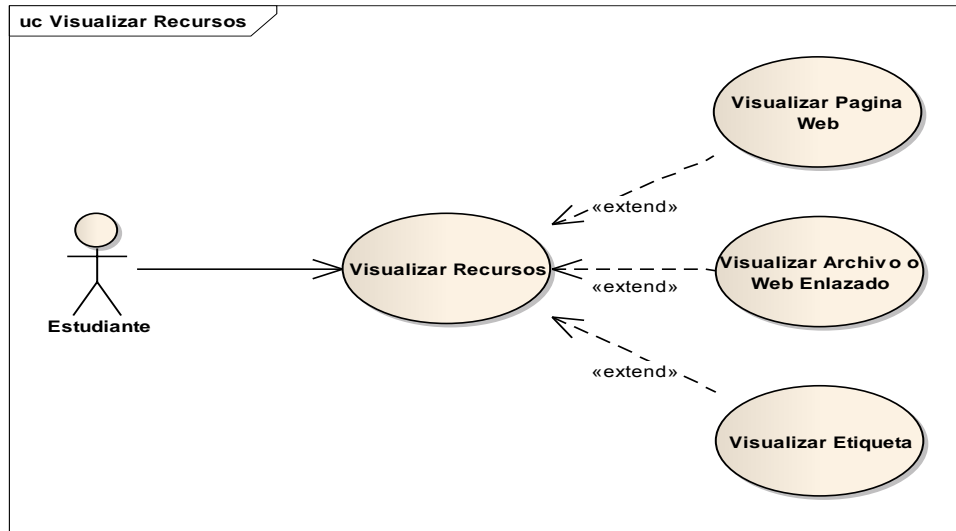 uc Visualizar Recursos
Visualizar Pagina
Web
«extend»
Estudiante
Visualizar Recursos
«extend»
Visualizar Archivo o
Web Enlazado
«extend»
Visualizar Etiqueta